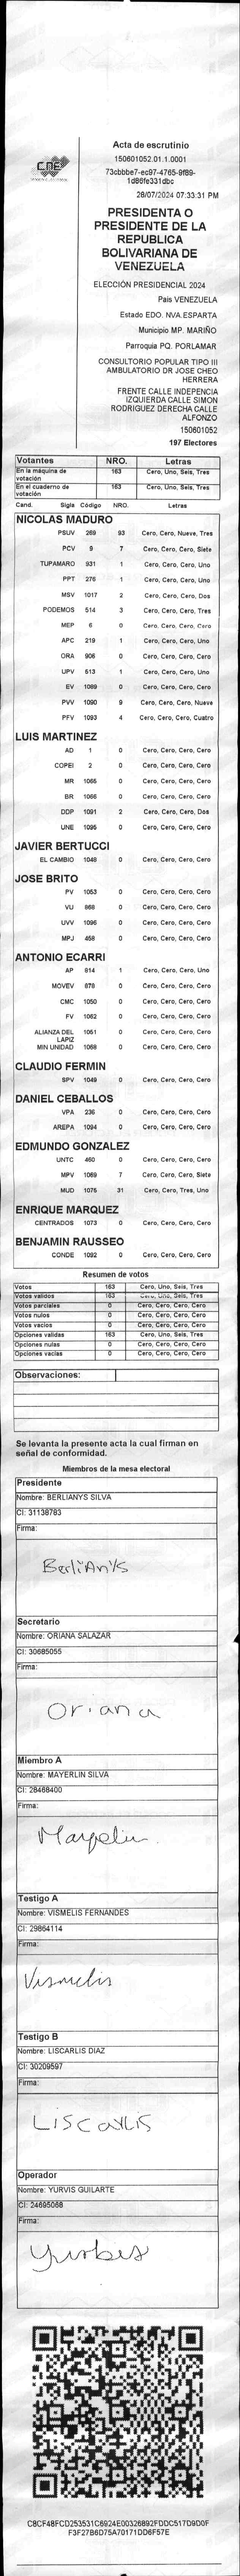 CNE
Acta de escrutinio
150601052.01.1.0001
73cbbbe7-ec97-4765-9f89-
1d86fe331dbc
28/07/2024 07:33:31 PM
PRESIDENTA O
PRESIDENTE DE LA
REPUBLICA
BOLIVARIANA DE
VENEZUELA
ELECCIÓN PRESIDENCIAL 2024
Pais VENEZUELA
Estado EDO. NVA.ESPARTA
Municipio MP. MARIÑO
Parroquia PQ. PORLAMAR
CONSULTORIO POPULAR TIPO III
AMBULATORIO DR JOSE CHEO
HERRERA
FRENTE CALLE INDEPENCIA
IZQUIERDA CALLE SIMON
RODRIGUEZ DERECHA CALLE
ALFONZO
150601052
197 Electores
Votantes NRO. Letras
En la máquina de votación 163 Cero, Uno, Seis, Tres
En el cuaderno de votación 163 Cero, Uno, Seis, Tres
Cand. Sigla Código NRO. Letras
NICOLAS MADURO
PSUV 269 93 Cero, Cero, Nueve, Tres
PCV 9 7 Cero, Cero, Cero, Siete
TUPAMARO 931 1 Cero, Cero, Cero, Uno
PPT 276 1 Cero, Cero, Cero, Uno
MSV 1017 2 Cero, Cero, Cero, Dos
PODEMOS 514 3 Cero, Cero, Cero, Tres
MEP 6 0 Cero, Cero, Cero, Cero
APC 219 1 Cero, Cero, Cero, Uno
ORA 906 0 Cero, Cero, Cero, Cero
UPV 513 1 Cero, Cero, Cero, Uno
EV 1089 0 Cero, Cero, Cero, Cero
PVV 1090 9 Cero, Cero, Cero, Nueve
PFV 1093 4 Cero, Cero, Cero, Cuatro
LUIS MARTINEZ
AD 1 0 Cero, Cero, Cero, Cero
COPEI 2 0 Cero, Cero, Cero, Cero
MR 1065 0 Cero, Cero, Cero, Cero
BR 1066 0 Cero, Cero, Cero, Cero
DDP 1091 2 Cero, Cero, Cero, Dos
UNE 1095 0 Cero, Cero, Cero, Cero
JAVIER BERTUCCI
EL CAMBIO 1048 0 Cero, Cero, Cero, Cero
JOSE BRITO
PV 1053 0 Cero, Cero, Cero, Cero
VU 868 0 Cero, Cero, Cero, Cero
UVV 1096 0 Cero, Cero, Cero, Cero
MPJ 458 0 Cero, Cero, Cero, Cero
ANTONIO ECARRI
AP 814 1 Cero, Cero, Cero, Uno
MOVEV 878 0 Cero, Cero, Cero, Cero
CMC 1050 0 Cero, Cero, Cero, Cero
FV 1062 0 Cero, Cero, Cero, Cero
ALIANZA DEL LAPIZ 1051 0 Cero, Cero, Cero, Cero
MIN UNIDAD 1068 0 Cero, Cero, Cero, Cero
CLAUDIO FERMIN
SPV 1049 0 Cero, Cero, Cero, Cero
DANIEL CEBALLOS
VPA 236 0 Cero, Cero, Cero, Cero
AREPA 1094 0 Cero, Cero, Cero, Cero
EDMUNDO GONZALEZ
UNTC 460 0 Cero, Cero, Cero, Cero
MPV 1069 7 Cero, Cero, Cero, Siete
MUD 1075 31 Cero, Cero, Tres, Uno
ENRIQUE MARQUEZ
CENTRADOS 1073 0 Cero, Cero, Cero, Cero
BENJAMIN RAUSSEO
CONDE 1092 0 Cero, Cero, Cero, Cero
Resumen de votos
Votos 163 Cero, Uno, Seis, Tres
Votos validos 163 Cero, Uno, Seis, Tres
Votos parciales 0 Cero, Cero, Cero, Cero
Votos nulos 0 Cero, Cero, Cero, Cero
Votos vacios 0 Cero, Cero, Cero, Cero
Opciones validas 163 Cero, Uno, Seis, Tres
Opciones nulas 0 Cero, Cero, Cero, Cero
Opciones vacias 0 Cero, Cero, Cero, Cero
Observaciones:
Se levanta la presente acta la cual firman en
señal de conformidad.
Miembros de la mesa electoral
Presidente
Nombre: BERLIANYS SILVA
CI: 31138783
Firma:
BerliAnYs
Secretario
Nombre: ORIANA SALAZAR
CI: 30685055
Firma:
Oriana
Miembro A
Nombre: MAYERLIN SILVA
CI: 28468400
Firma:
Mayelin
Testigo A
Nombre: VISMELIS FERNANDES
CI: 29864114
Firma:
Vismelis
Testigo B
Nombre: LISCARLIS DIAZ
CI: 30209597
Firma:
Liscarlis
Operador
Nombre: YURVIS GUILARTE
CI: 24695068
Firma:
Yurbis
C8CF48FCD253531C6924E00326892FDDC517D9D0F
F3F27B6D75A70171DD6F57E